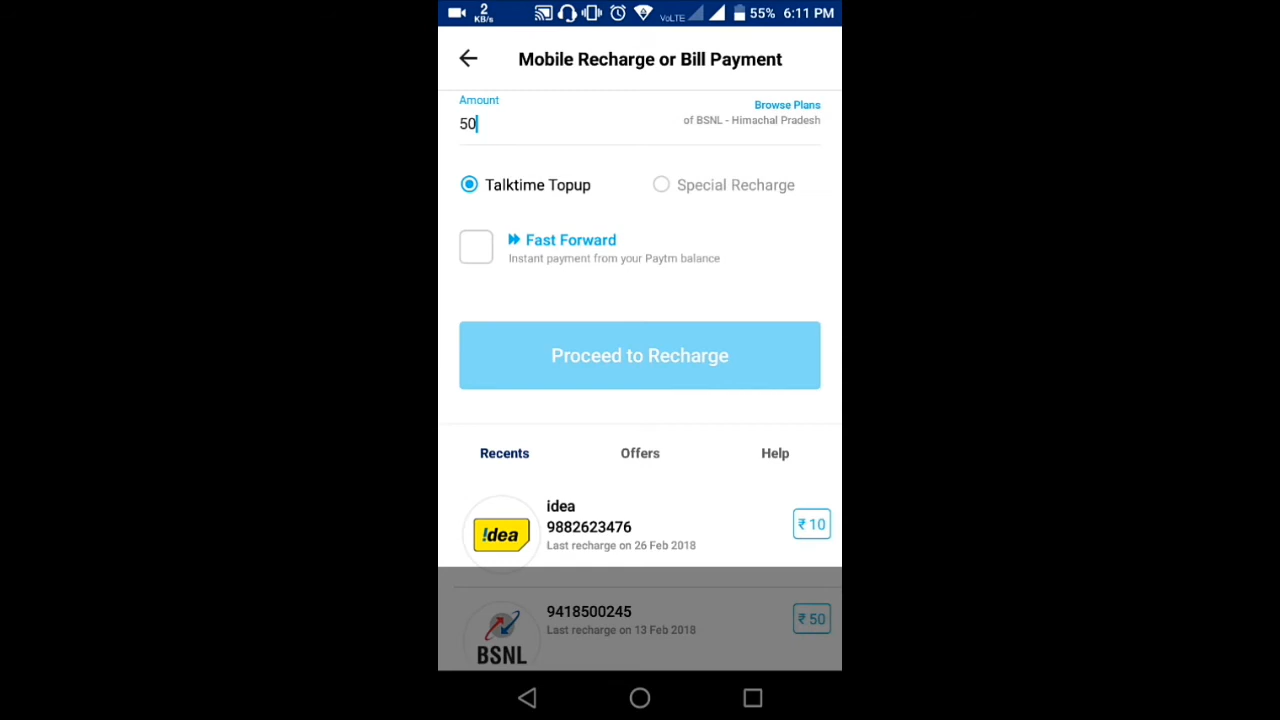 2 KB/s VoLTE 55% 6:11 PM
Mobile Recharge or Bill Payment
Amount
Browse Plans
50
of BSNL - Himachal Pradesh
Talktime Topup
Special Recharge
Fast Forward
Instant payment from your Paytm balance
Proceed to Recharge
Recents
Offers
Help
idea
!dea
9882623476
₹ 10
Last recharge on 26 Feb 2018
9418500245
₹ 50
Last recharge on 13 Feb 2018
BSNL